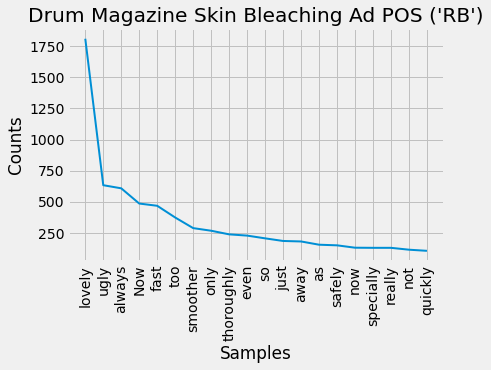 Drum Magazine Skin Bleaching Ad POS ('RB')
Counts
1750
1500
1250
1000
750
500
250
lovely
ugly
always
Now
fast
too
smoother
only
thoroughly
even
so
just
away
as
safely
now
specially
really
not
quickly
Samples